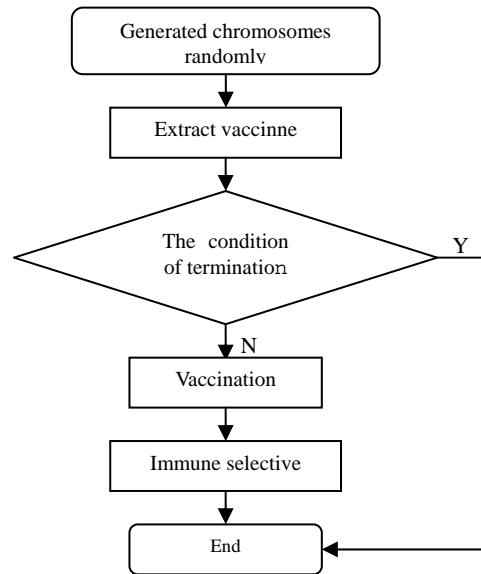 Generated chromosomes
randomly
Extract vaccinne
The condition
of termination
Y
N
Vaccination
Immune selective
End